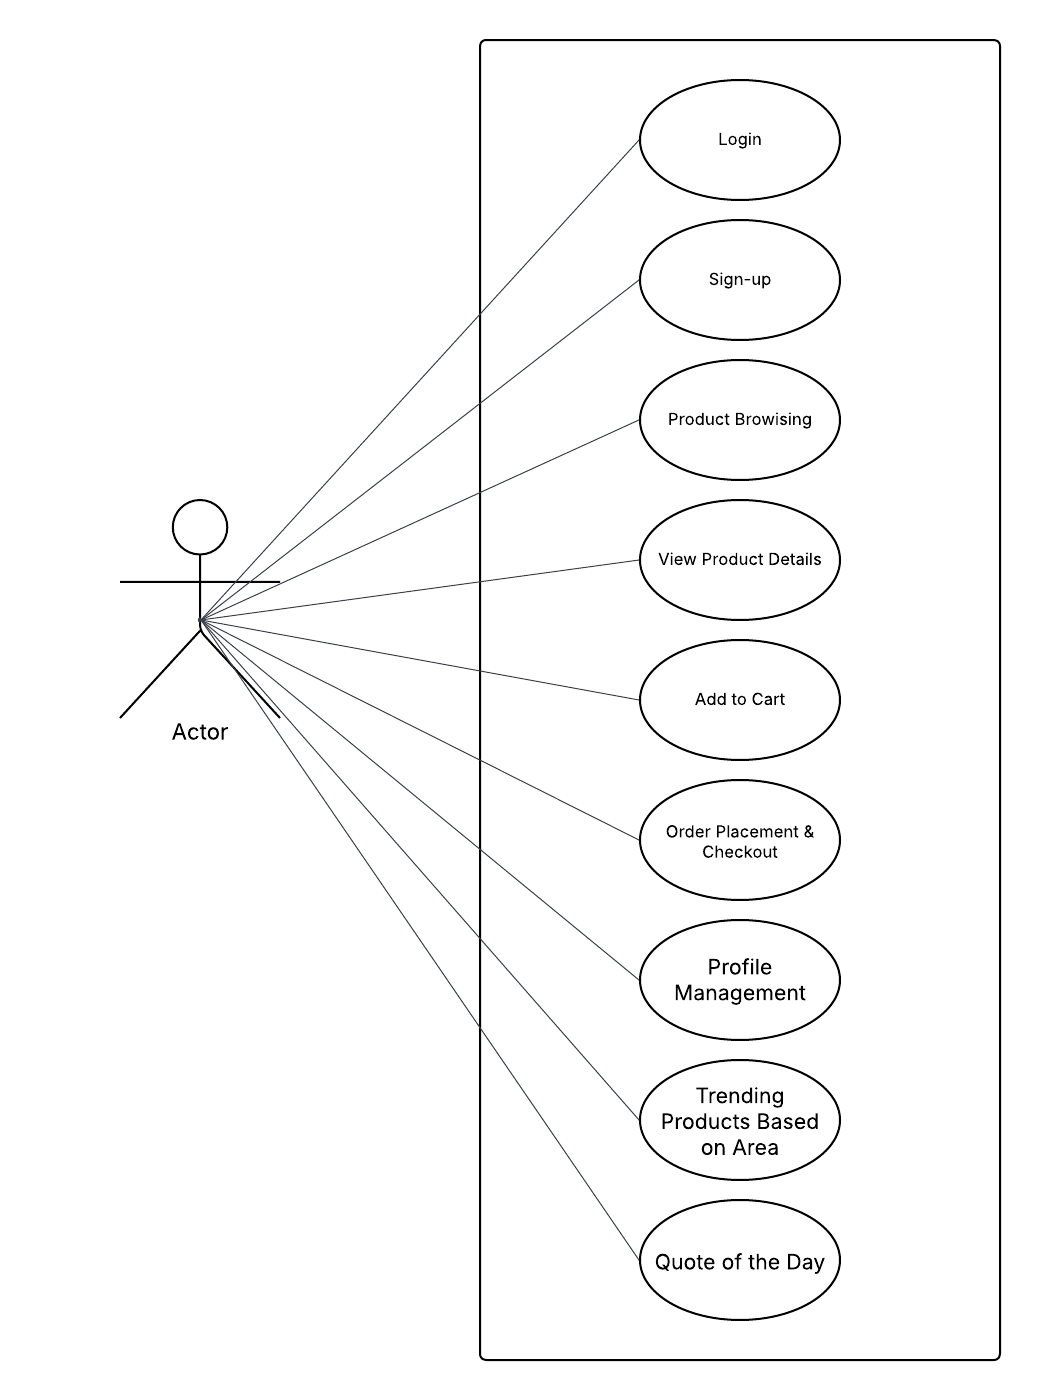 Login
Sign-up
Product Browising
View Product Details
Add to Cart
Actor
Order Placement &
Checkout
Profile
Management
Trending
Products Based
on Area
Quote of the Day